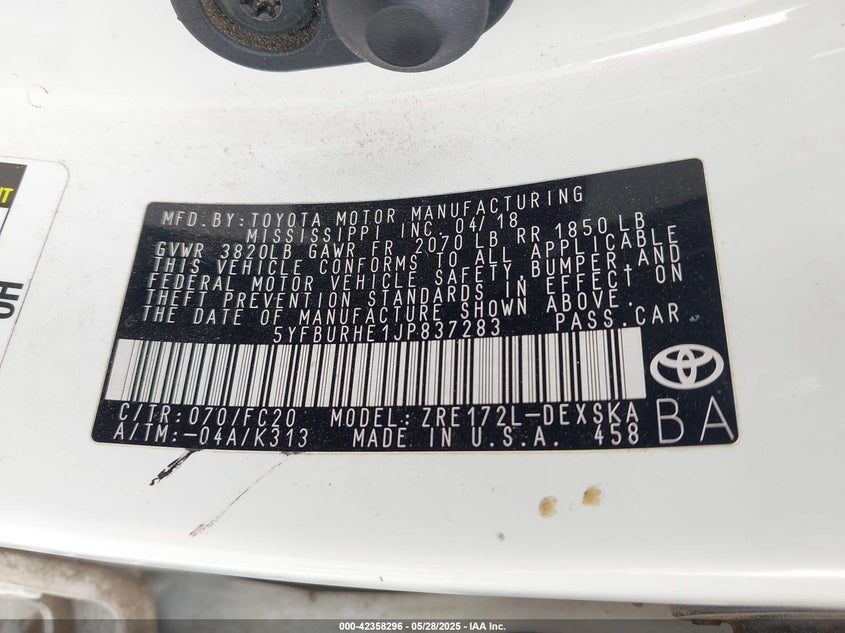 IT
HO
MFD.BY:TOYOTA MOTOR MANUFACTURING
MISSISSIPPI INC. 04/18
GVWR 3820LB GAWR FR 2070 LB RR 1850 LB
THIS VEHICLE CONFORMS TO ALL APPLICABLE
FEDERAL MOTOR VEHICLE SAFETY,BUMPER,AND
THEFT PREVENTION STANDARDS IN EFFECT ON
THE DATE OF MANUFACTURE SHOWN ABOVE.
5YFBURHE1JP837283 PASS.CAR
C/TR:070/FC20 MODEL:ZRE172L-DEXSKA
A/TM:-04A/K313 MADE IN U.S.A. 458
BA
000-42358296 - 05/28/2025 - IAA Inc.